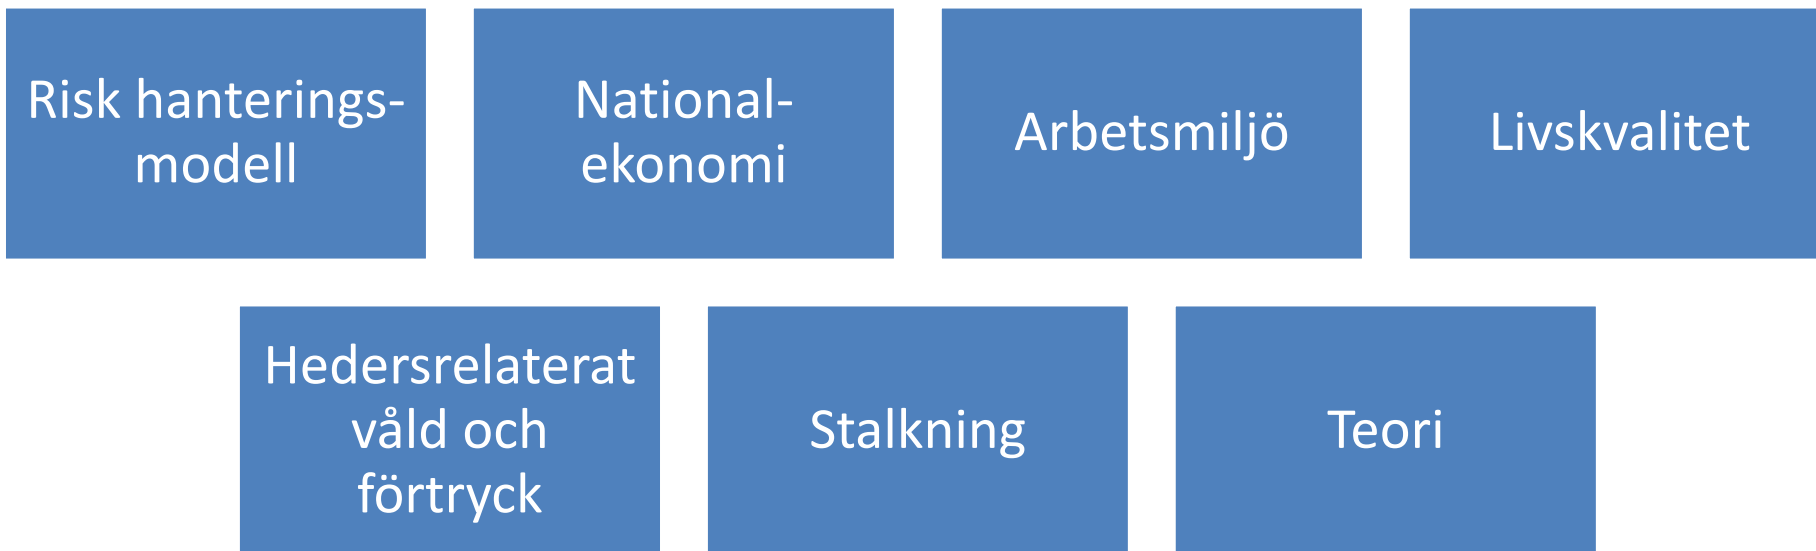 Risk hanterings-
modell
National-
ekonomi
Arbetsmiljö
Livskvalitet
Hedersrelaterat
våld och
förtryck
Stalkning
Teori